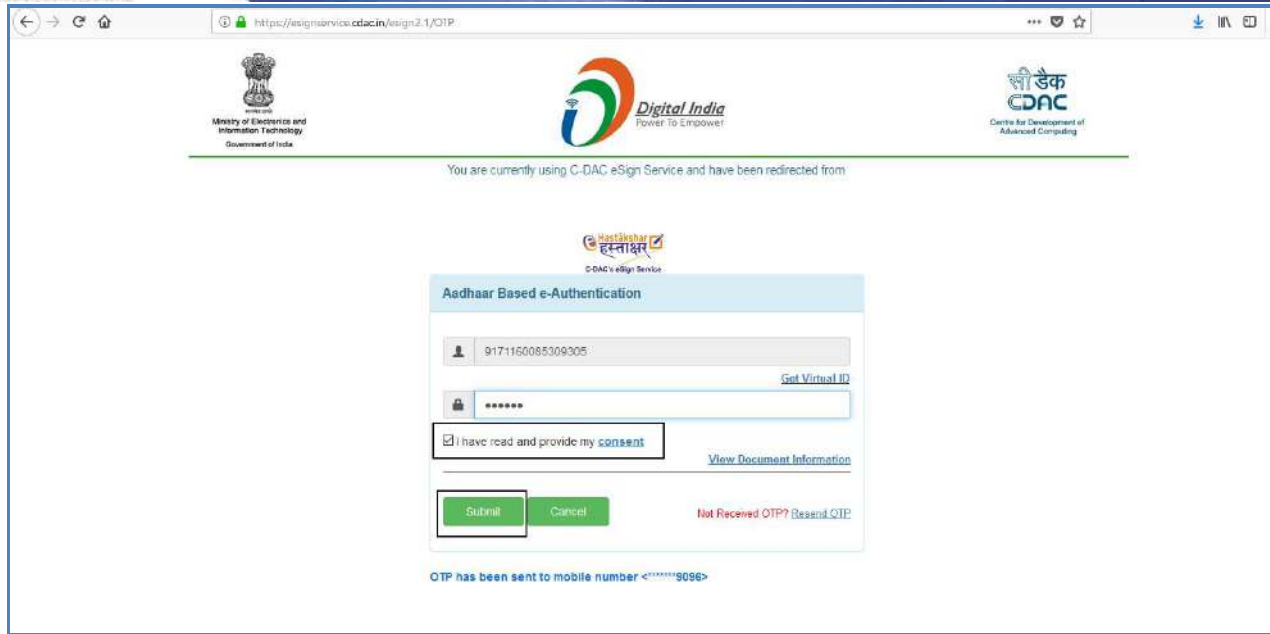 https://esignservice.cdac.in/esign2.1/OTP
Ministry of Electronics and
Information Technology
Government of India
Digital India
Power To Empower
सी डैक
CDAC
Centre for Development of
Advanced Computing
You are currently using C-DAC eSign Service and have been redirected from
Hastākshar
हस्ताक्षर
C-DAC's eSign Service
Aadhaar Based e-Authentication
9171160085309305
Get Virtual ID
••••••
I have read and provide my consent
View Document Information
Submit Cancel Not Received OTP? Resend OTP
OTP has been sent to mobile number <*******9096>